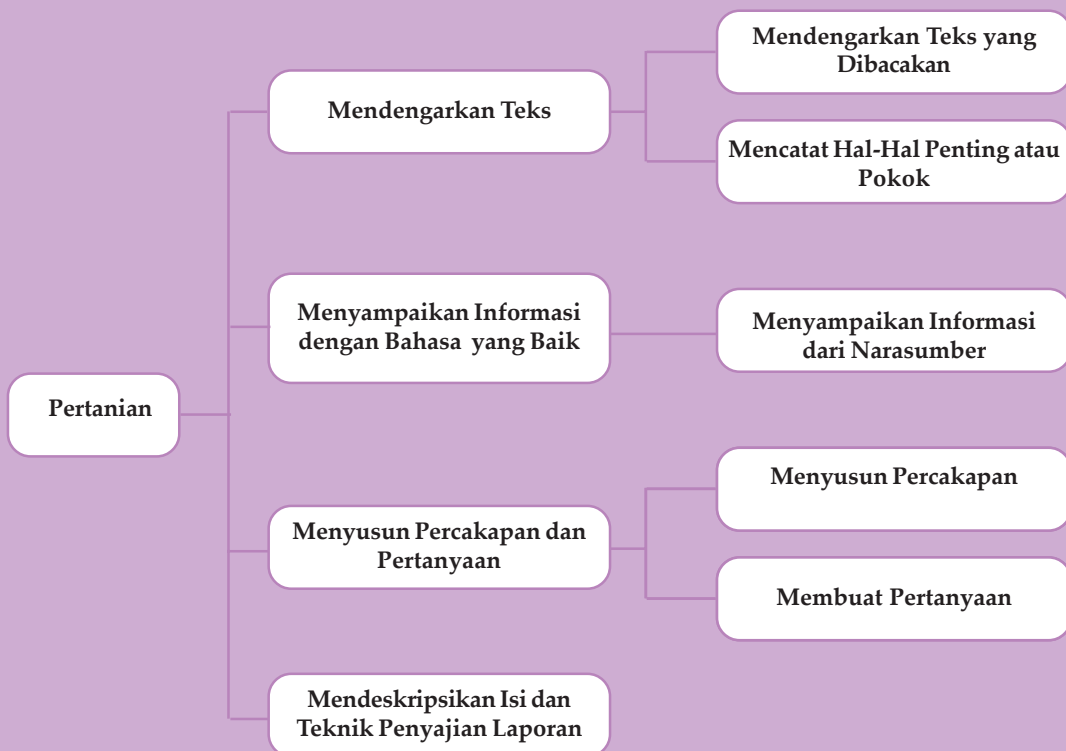 Pertanian
Mendengarkan Teks
Mendengarkan Teks yang
Dibacakan
Mencatat Hal-Hal Penting atau
Pokok
Menyampaikan Informasi
dengan Bahasa yang Baik
Menyampaikan Informasi
dari Narasumber
Menyusun Percakapan dan
Pertanyaan
Menyusun Percakapan
Membuat Pertanyaan
Mendeskripsikan Isi dan
Teknik Penyajian Laporan